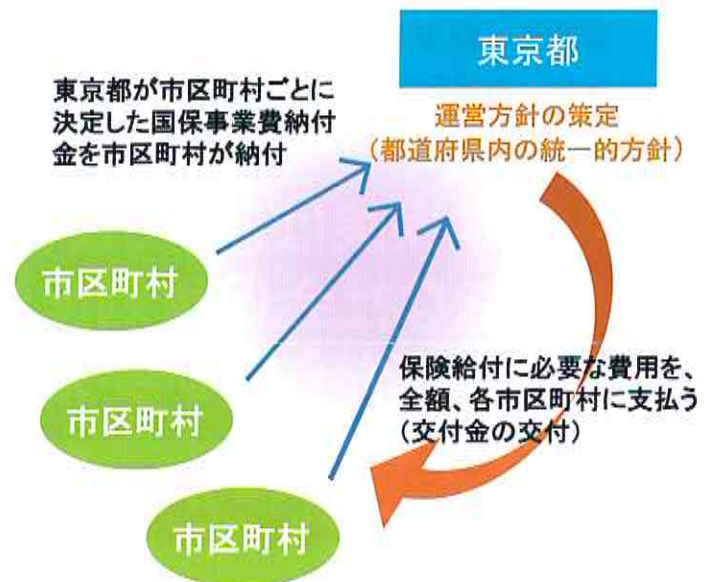 東京都
東京都が市区町村ごとに
決定した国保事業費納付
金を市区町村が納付
運営方針の策定
（都道府県内の統一的方針）
市区町村
保険給付に必要な費用を、
全額、各市区町村に支払う
（交付金の交付）
市区町村
市区町村